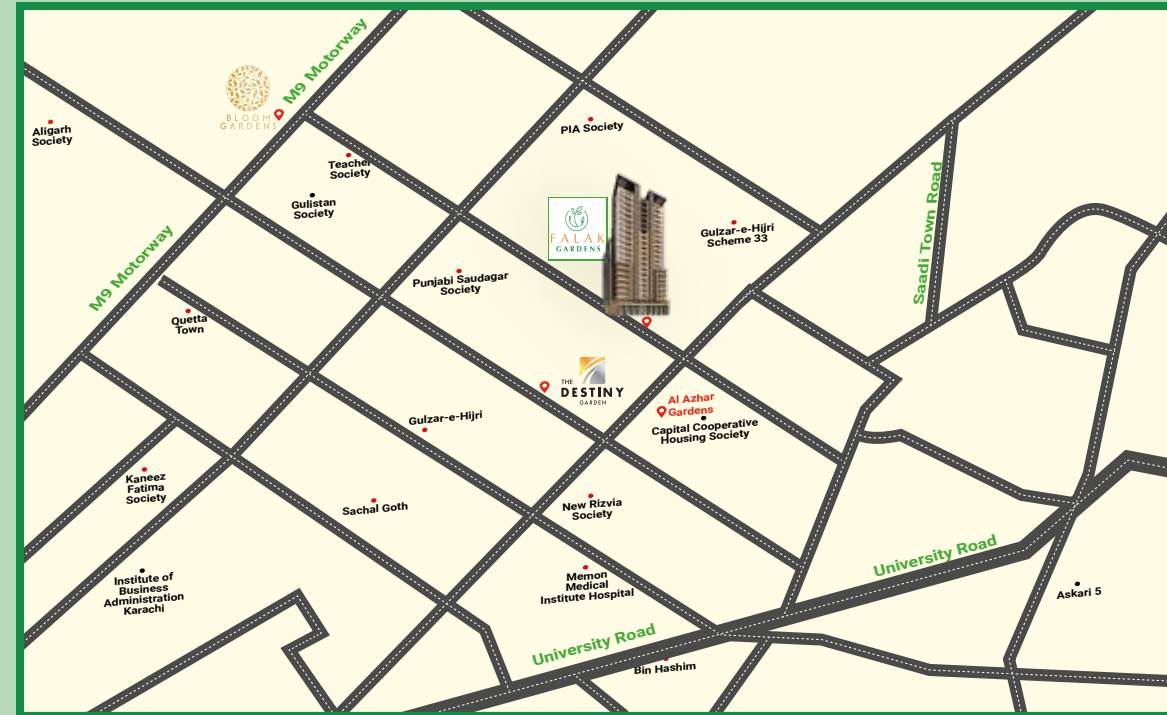 M9 Motorway
BLOOM
GARDENS
Aligarh
Society
PIA Society
Teacher
Society
Gulistan
Society
FALAK
GARDENS
Gulzar-e-Hijri
Scheme 33
Saadi Town Road
M9 Motorway
Punjabi Saudagar
Society
Quetta
Town
THE
DESTINY
GARDEN
Al Azhar
Gardens
Capital Cooperative
Housing Society
Gulzar-e-Hijri
Kaneez
Fatima
Society
Sachal Goth
New Rizvia
Society
University Road
Institute of
Business
Administration
Karachi
Memon
Medical
Institute Hospital
Askari 5
University Road
Bin Hashim